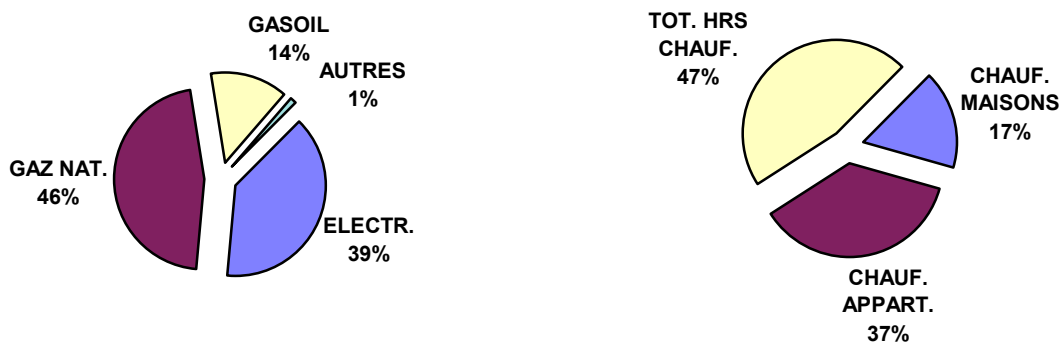 GASOIL
14%
AUTRES
1%
GAZ NAT.
46%
ELECTR.
39%
TOT. HRS
CHAUF.
47%
CHAUF.
MAISONS
17%
CHAUF.
APPART.
37%